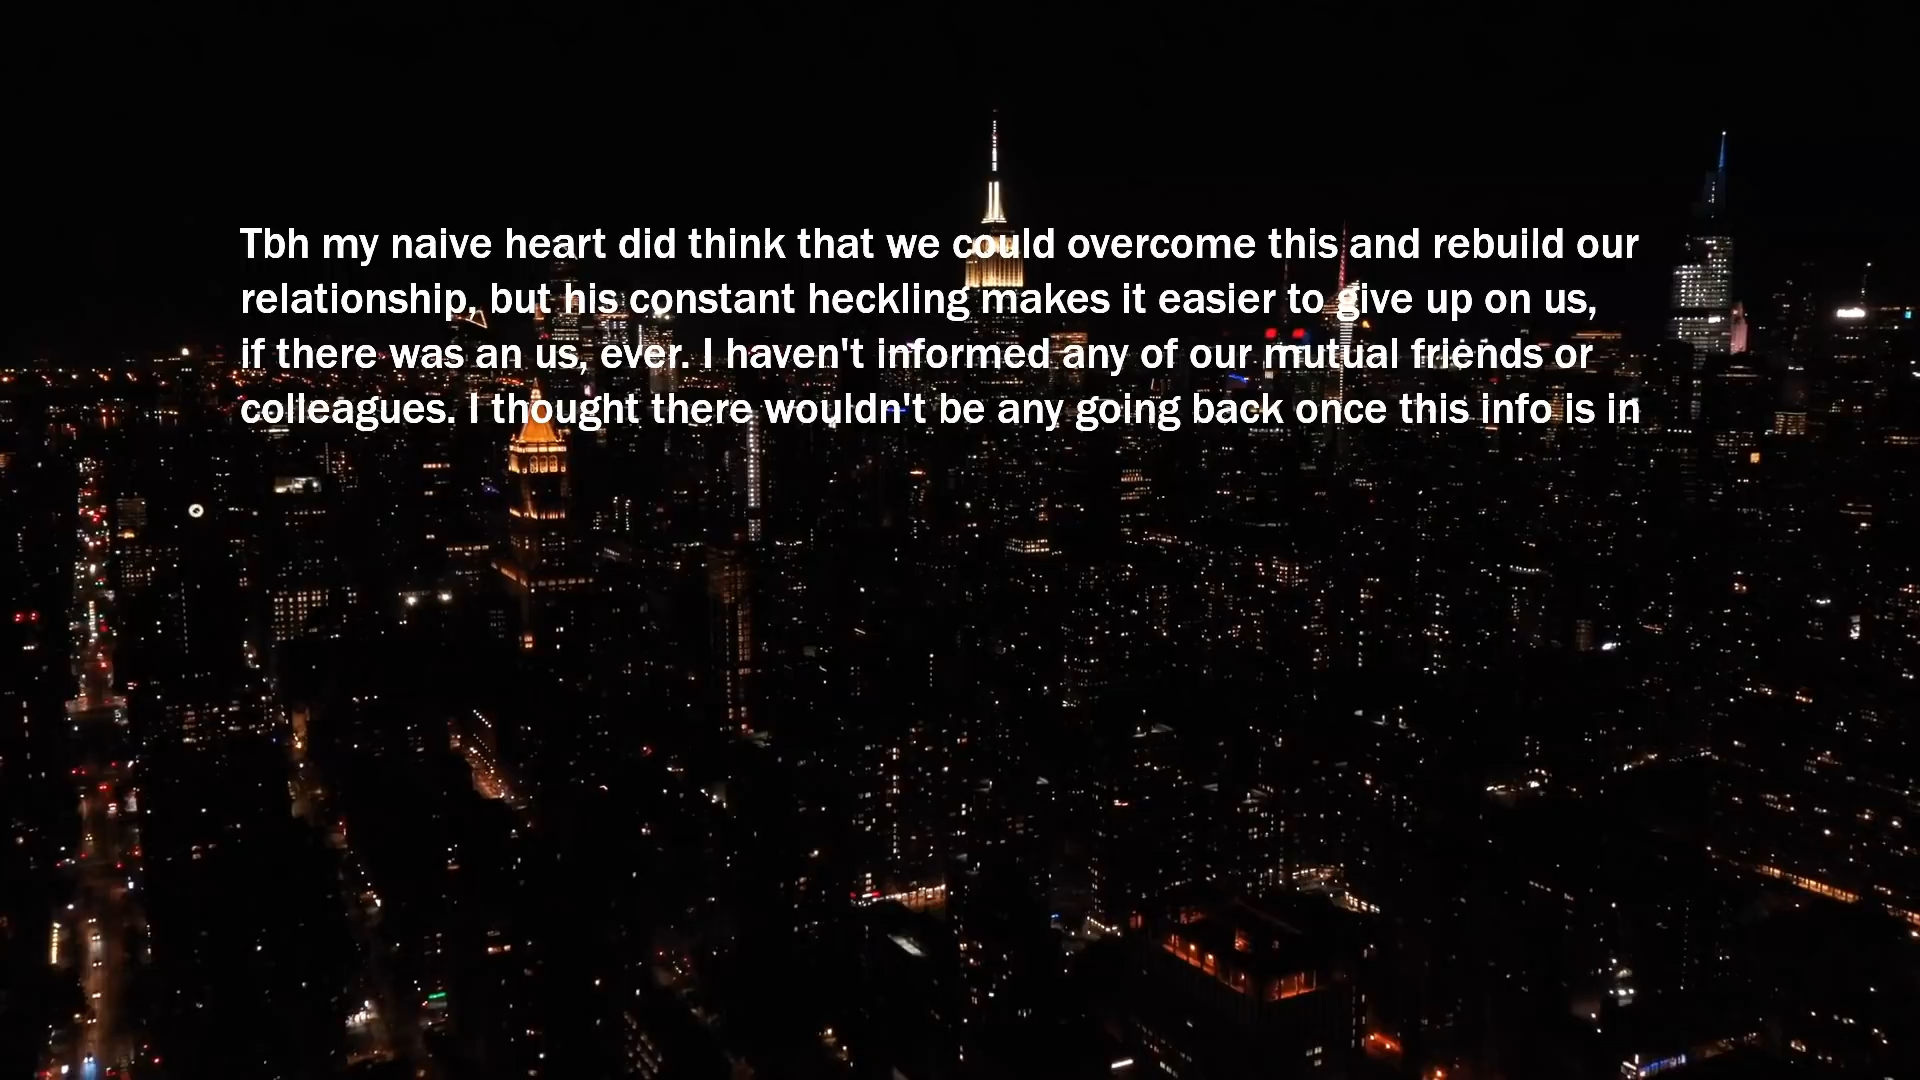 Tbh my naive heart did think that we could overcome this and rebuild our
relationship, but his constant heckling makes it easier to give up on us,
if there was an us, ever. I haven't informed any of our mutual friends or
colleagues. I thought there wouldn't be any going back once this info is in